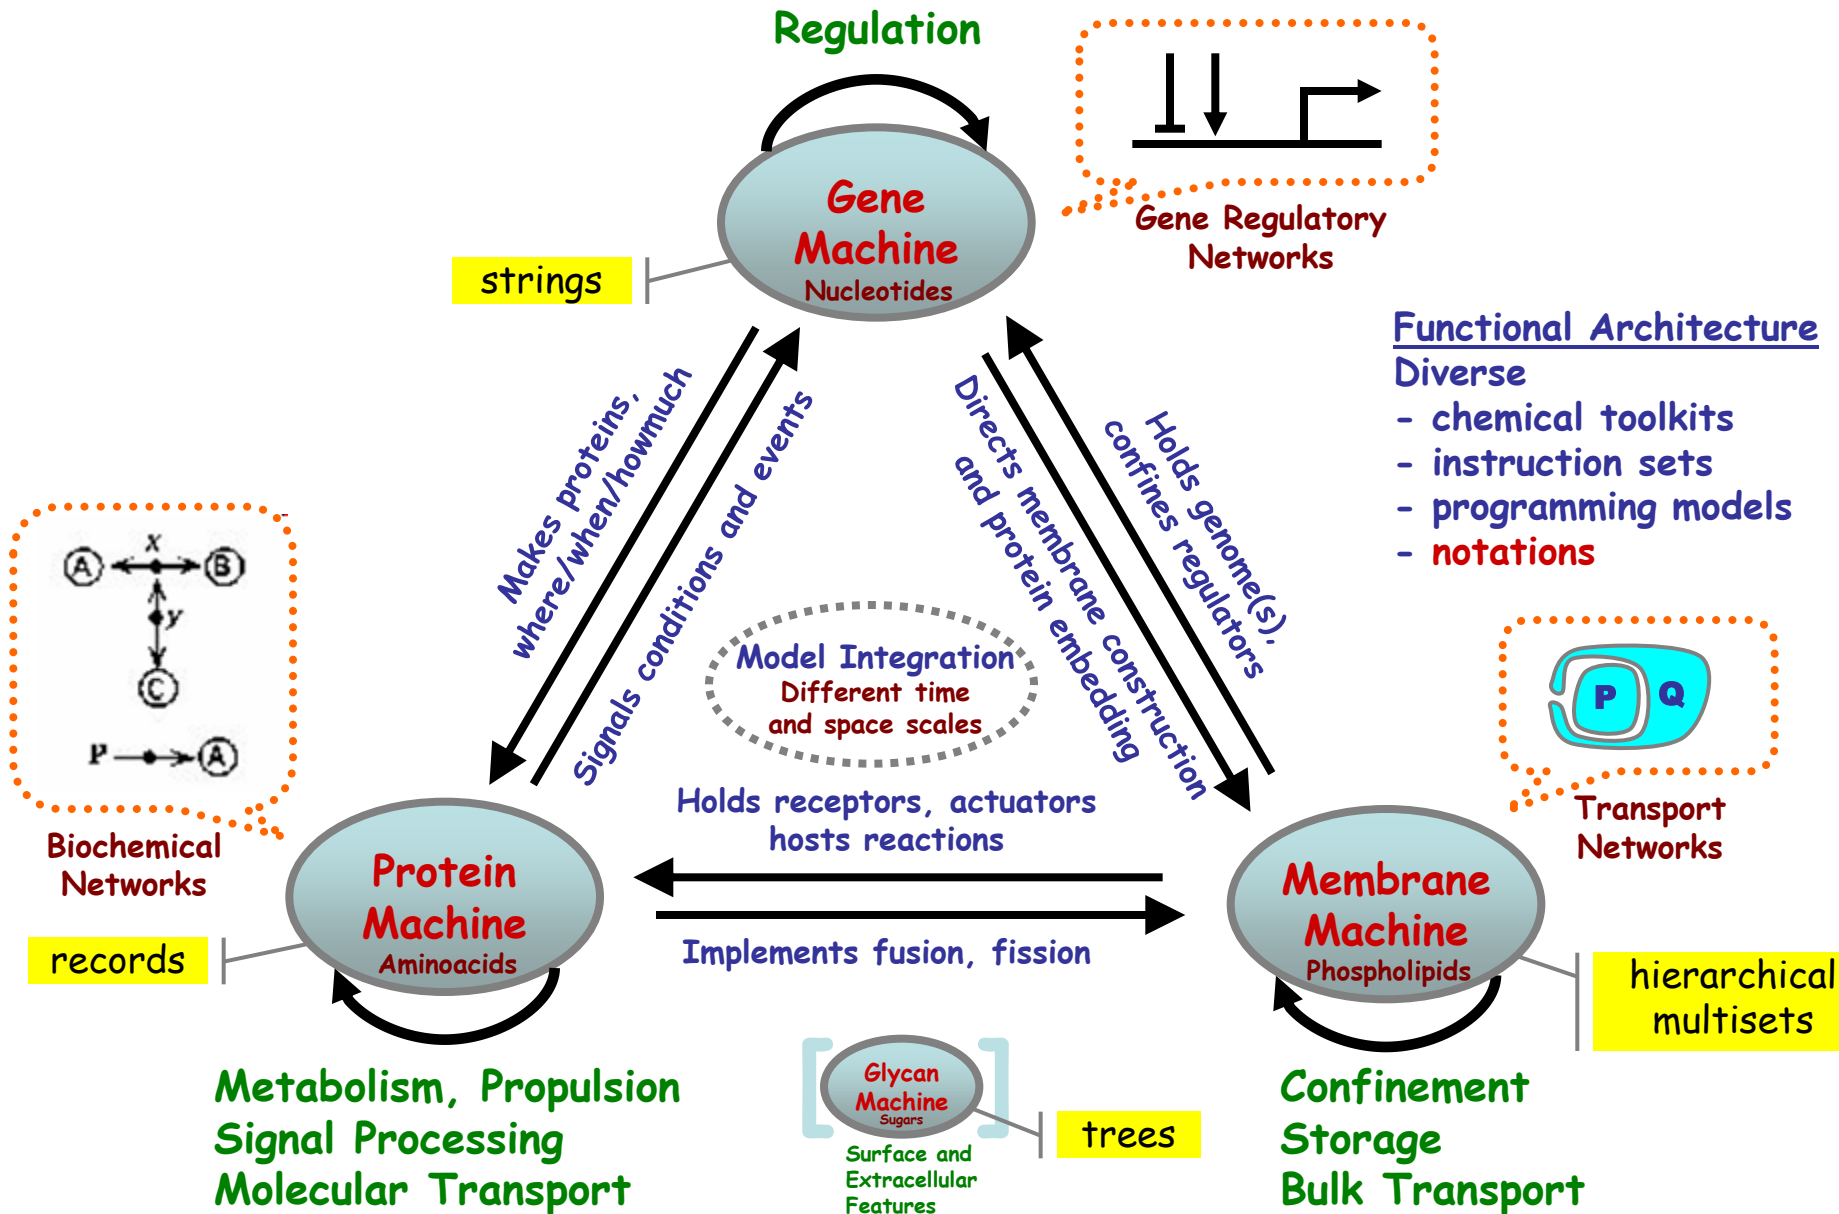 Regulation
Gene
Machine
Nucleotides
Gene Regulatory
Networks
strings
Functional Architecture
Diverse
- chemical toolkits
- instruction sets
- programming models
- notations
Makes proteins,
where/when/howmuch
Signals conditions and events
Directs membrane construction
and protein embedding
Holds genome(s),
confines regulators
Model Integration
Different time
and space scales
A
x
B
y
C
P
A
Biochemical
Networks
P
Q
Transport
Networks
Holds receptors, actuators
hosts reactions
Implements fusion, fission
Protein
Machine
Aminoacids
records
Membrane
Machine
Phospholipids
hierarchical
multisets
Metabolism, Propulsion
Signal Processing
Molecular Transport
Glycan
Machine
Sugars
trees
Surface and
Extracellular
Features
Confinement
Storage
Bulk Transport